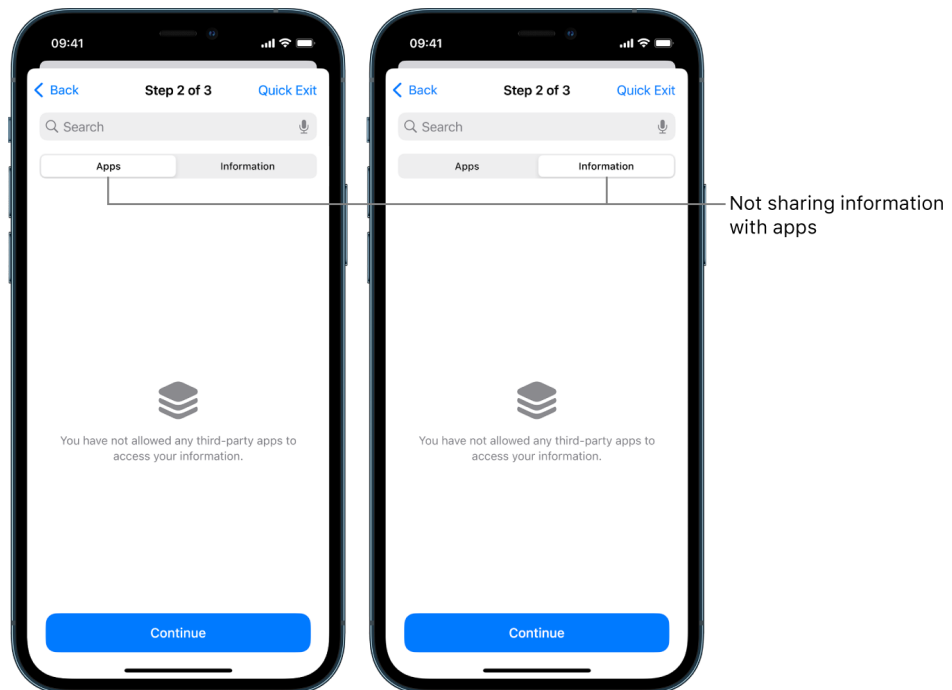 09:41
Back
Step 2 of 3
Quick Exit
Search
Apps
Information
You have not allowed any third-party apps to
access your information.
Continue
09:41
Back
Step 2 of 3
Quick Exit
Search
Apps
Information
You have not allowed any third-party apps to
access your information.
Continue
Not sharing information
with apps